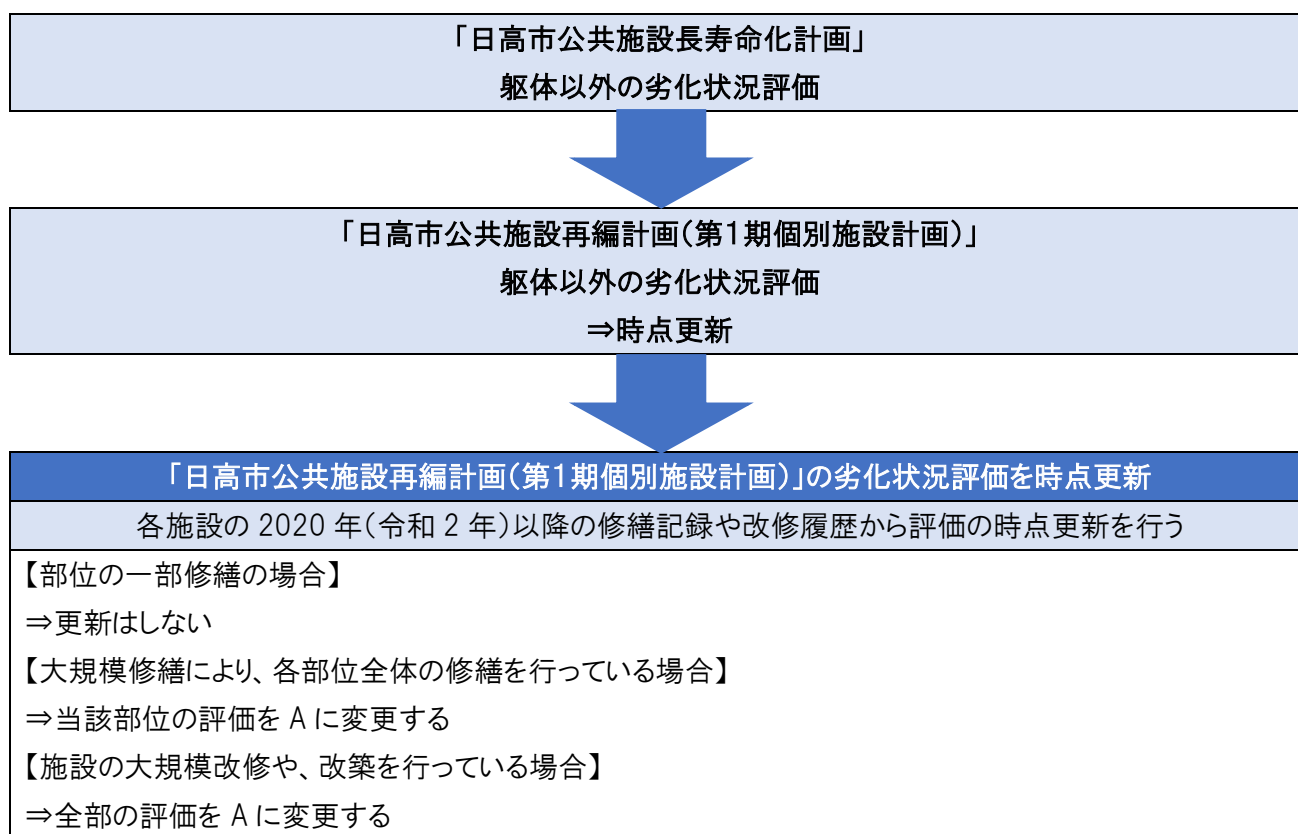 「日高市公共施設長寿命化計画」
躯体以外の劣化状況評価
「日高市公共施設再編計画(第1期個別施設計画)」
躯体以外の劣化状況評価
⇒時点更新
「日高市公共施設再編計画(第1期個別施設計画)」の劣化状況評価を時点更新
各施設の 2020 年(令和 2 年)以降の修繕記録や改修履歴から評価の時点更新を行う
【部位の一部修繕の場合】
⇒更新はしない
【大規模修繕により、各部位全体の修繕を行っている場合】
⇒当該部位の評価を A に変更する
【施設の大規模改修や、改築を行っている場合】
⇒全部の評価を A に変更する